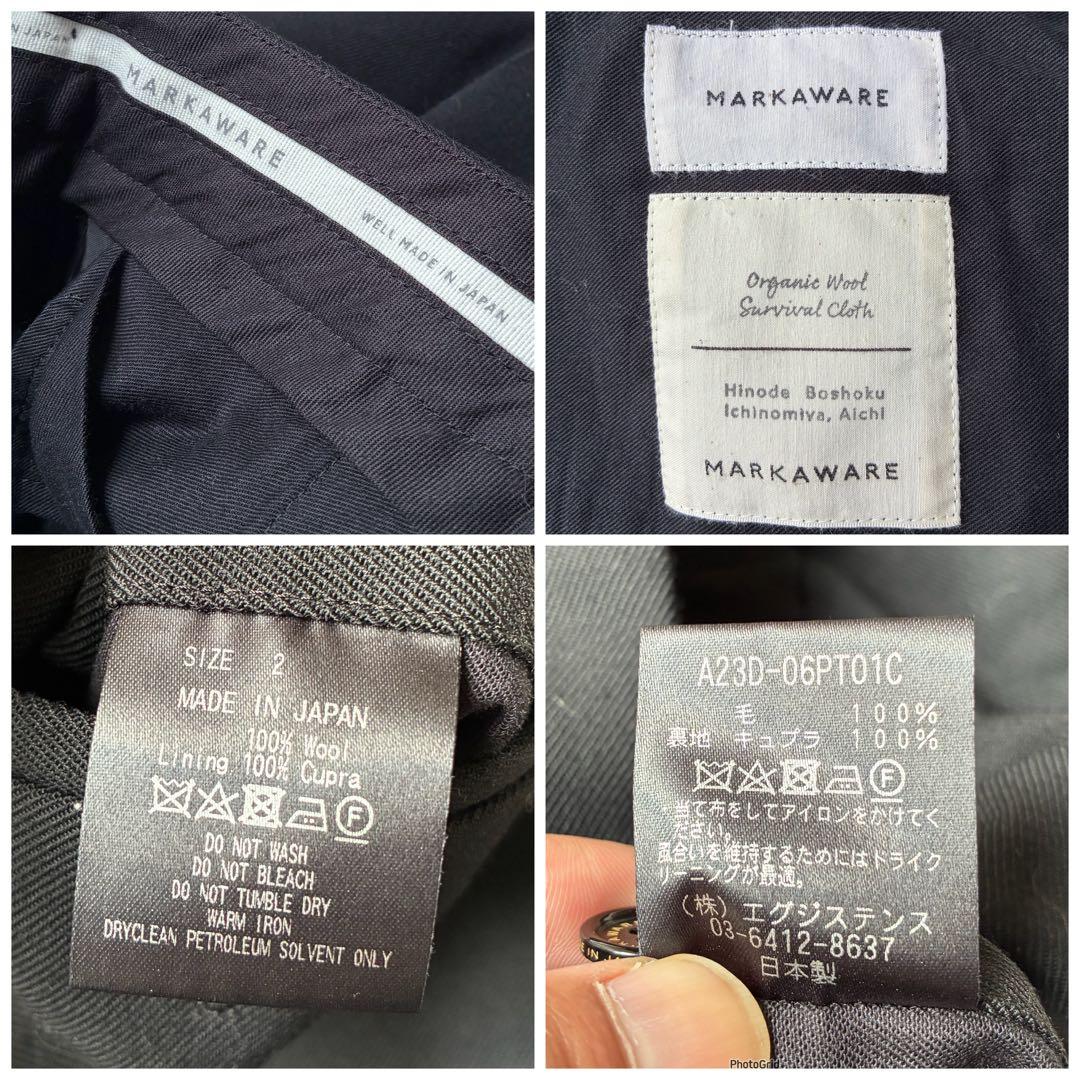 IN JAPAN
MARKAWARE
WELL MADE IN JAPAN
MARKAWARE
Organic Wool
Survival Cloth
Hinode Boshoku
Ichinomiya, Aichi
MARKAWARE
SIZE 2
MADE IN JAPAN
100% Wool
Lining 100% Cupra
F
DO NOT WASH
DO NOT BLEACH
DO NOT TUMBLE DRY
WARM IRON
DRYCLEAN PETROLEUM SOLVENT ONLY
A23D-06PT01C
毛 100%
裏地 キュプラ 100%
F
当て布をしてアイロンをかけてく
ださい。
風合いを維持するためにはドライク
リーニングが最適。
(株)エグジステンス
03-6412-8637
日本製
PhotoGrid